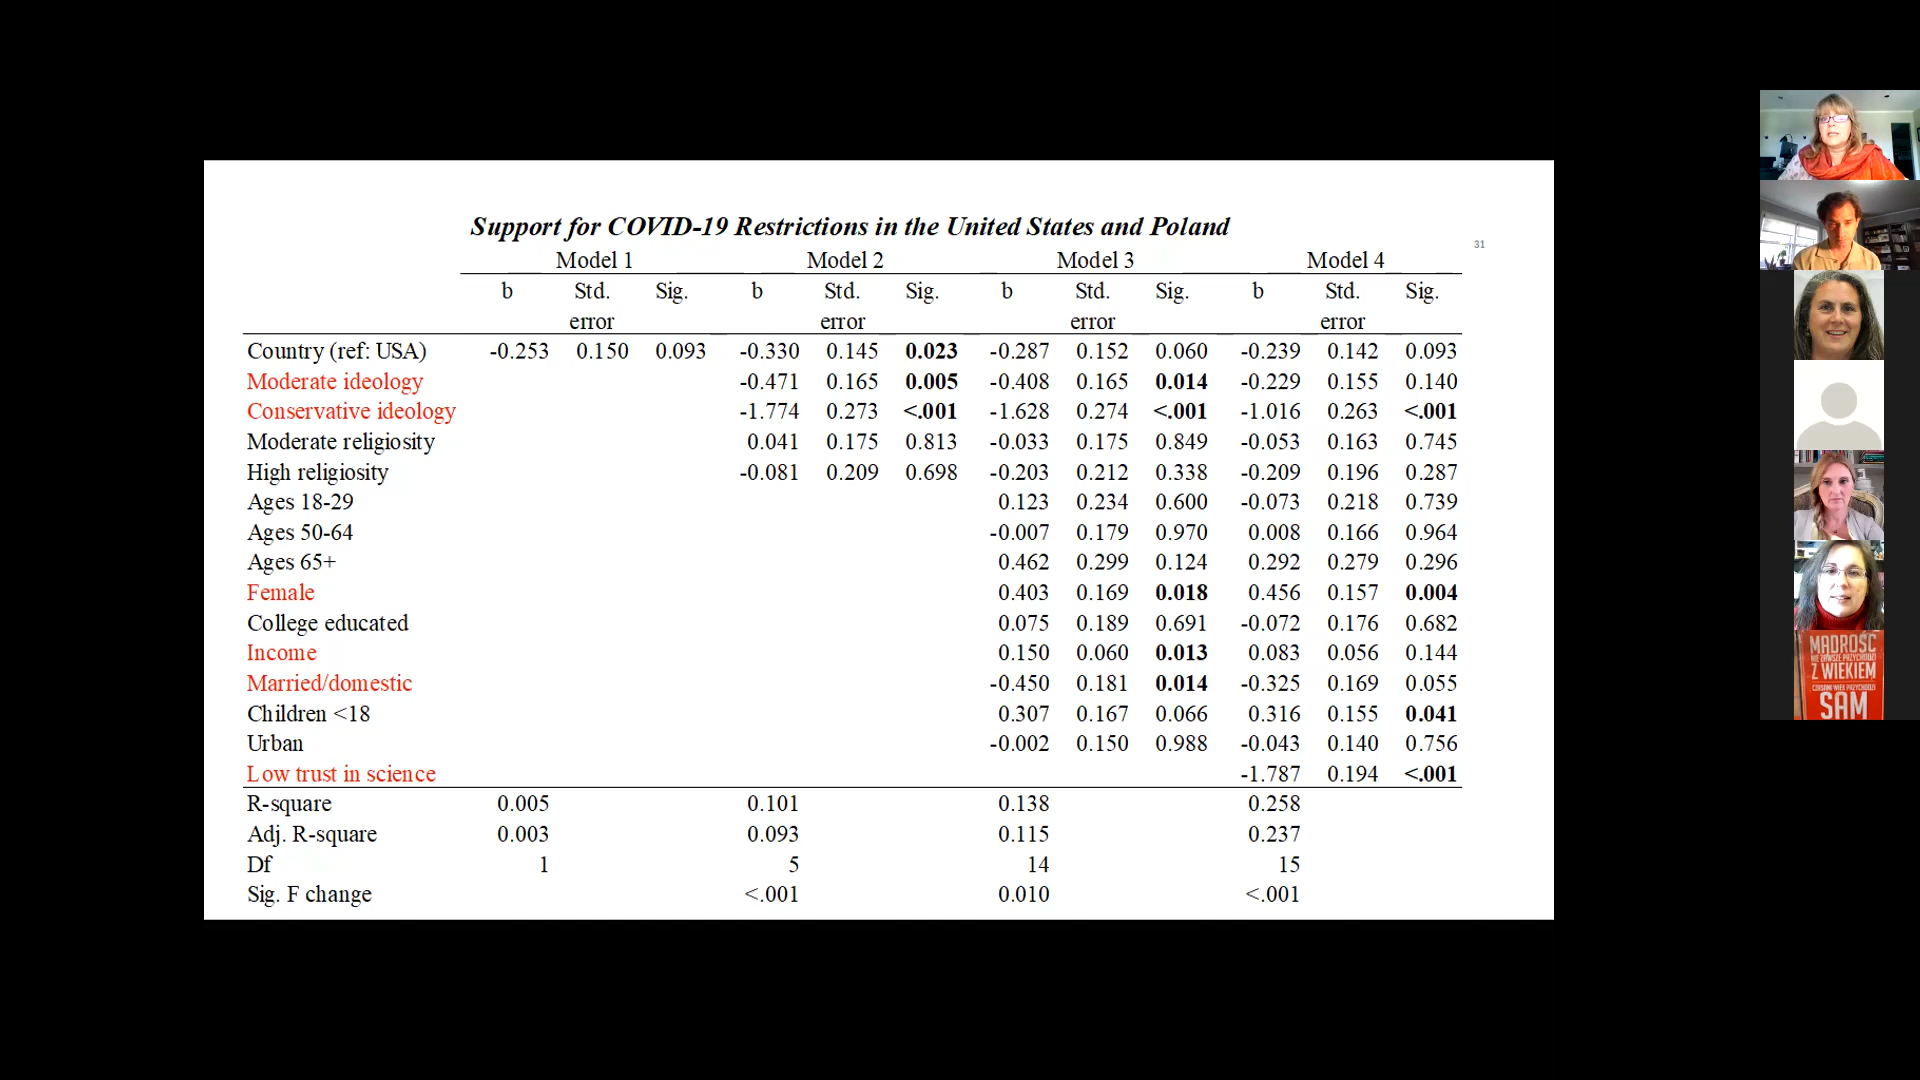 Support for COVID-19 Restrictions in the United States and Poland
31
Model 1 Model 2 Model 3 Model 4
b Std. error Sig. b Std. error Sig. b Std. error Sig. b Std. error Sig.
Country (ref: USA) -0.253 0.150 0.093 -0.330 0.145 0.023 -0.287 0.152 0.060 -0.239 0.142 0.093
Moderate ideology -0.471 0.165 0.005 -0.408 0.165 0.014 -0.229 0.155 0.140
Conservative ideology -1.774 0.273 <.001 -1.628 0.274 <.001 -1.016 0.263 <.001
Moderate religiosity 0.041 0.175 0.813 -0.033 0.175 0.849 -0.053 0.163 0.745
High religiosity -0.081 0.209 0.698 -0.203 0.212 0.338 -0.209 0.196 0.287
Ages 18-29 0.123 0.234 0.600 -0.073 0.218 0.739
Ages 50-64 -0.007 0.179 0.970 0.008 0.166 0.964
Ages 65+ 0.462 0.299 0.124 0.292 0.279 0.296
Female 0.403 0.169 0.018 0.456 0.157 0.004
College educated 0.075 0.189 0.691 -0.072 0.176 0.682
Income 0.150 0.060 0.013 0.083 0.056 0.144
Married/domestic -0.450 0.181 0.014 -0.325 0.169 0.055
Children <18 0.307 0.167 0.066 0.316 0.155 0.041
Urban -0.002 0.150 0.988 -0.043 0.140 0.756
Low trust in science -1.787 0.194 <.001
R-square 0.005 0.101 0.138 0.258
Adj. R-square 0.003 0.093 0.115 0.237
Df 1 5 14 15
Sig. F change <.001 0.010 <.001
MĄDROŚĆ
NIE ZAWSZE PRZYCHODZI
Z WIEKIEM
CZASAMI WIEK PRZYCHODZI
SAM